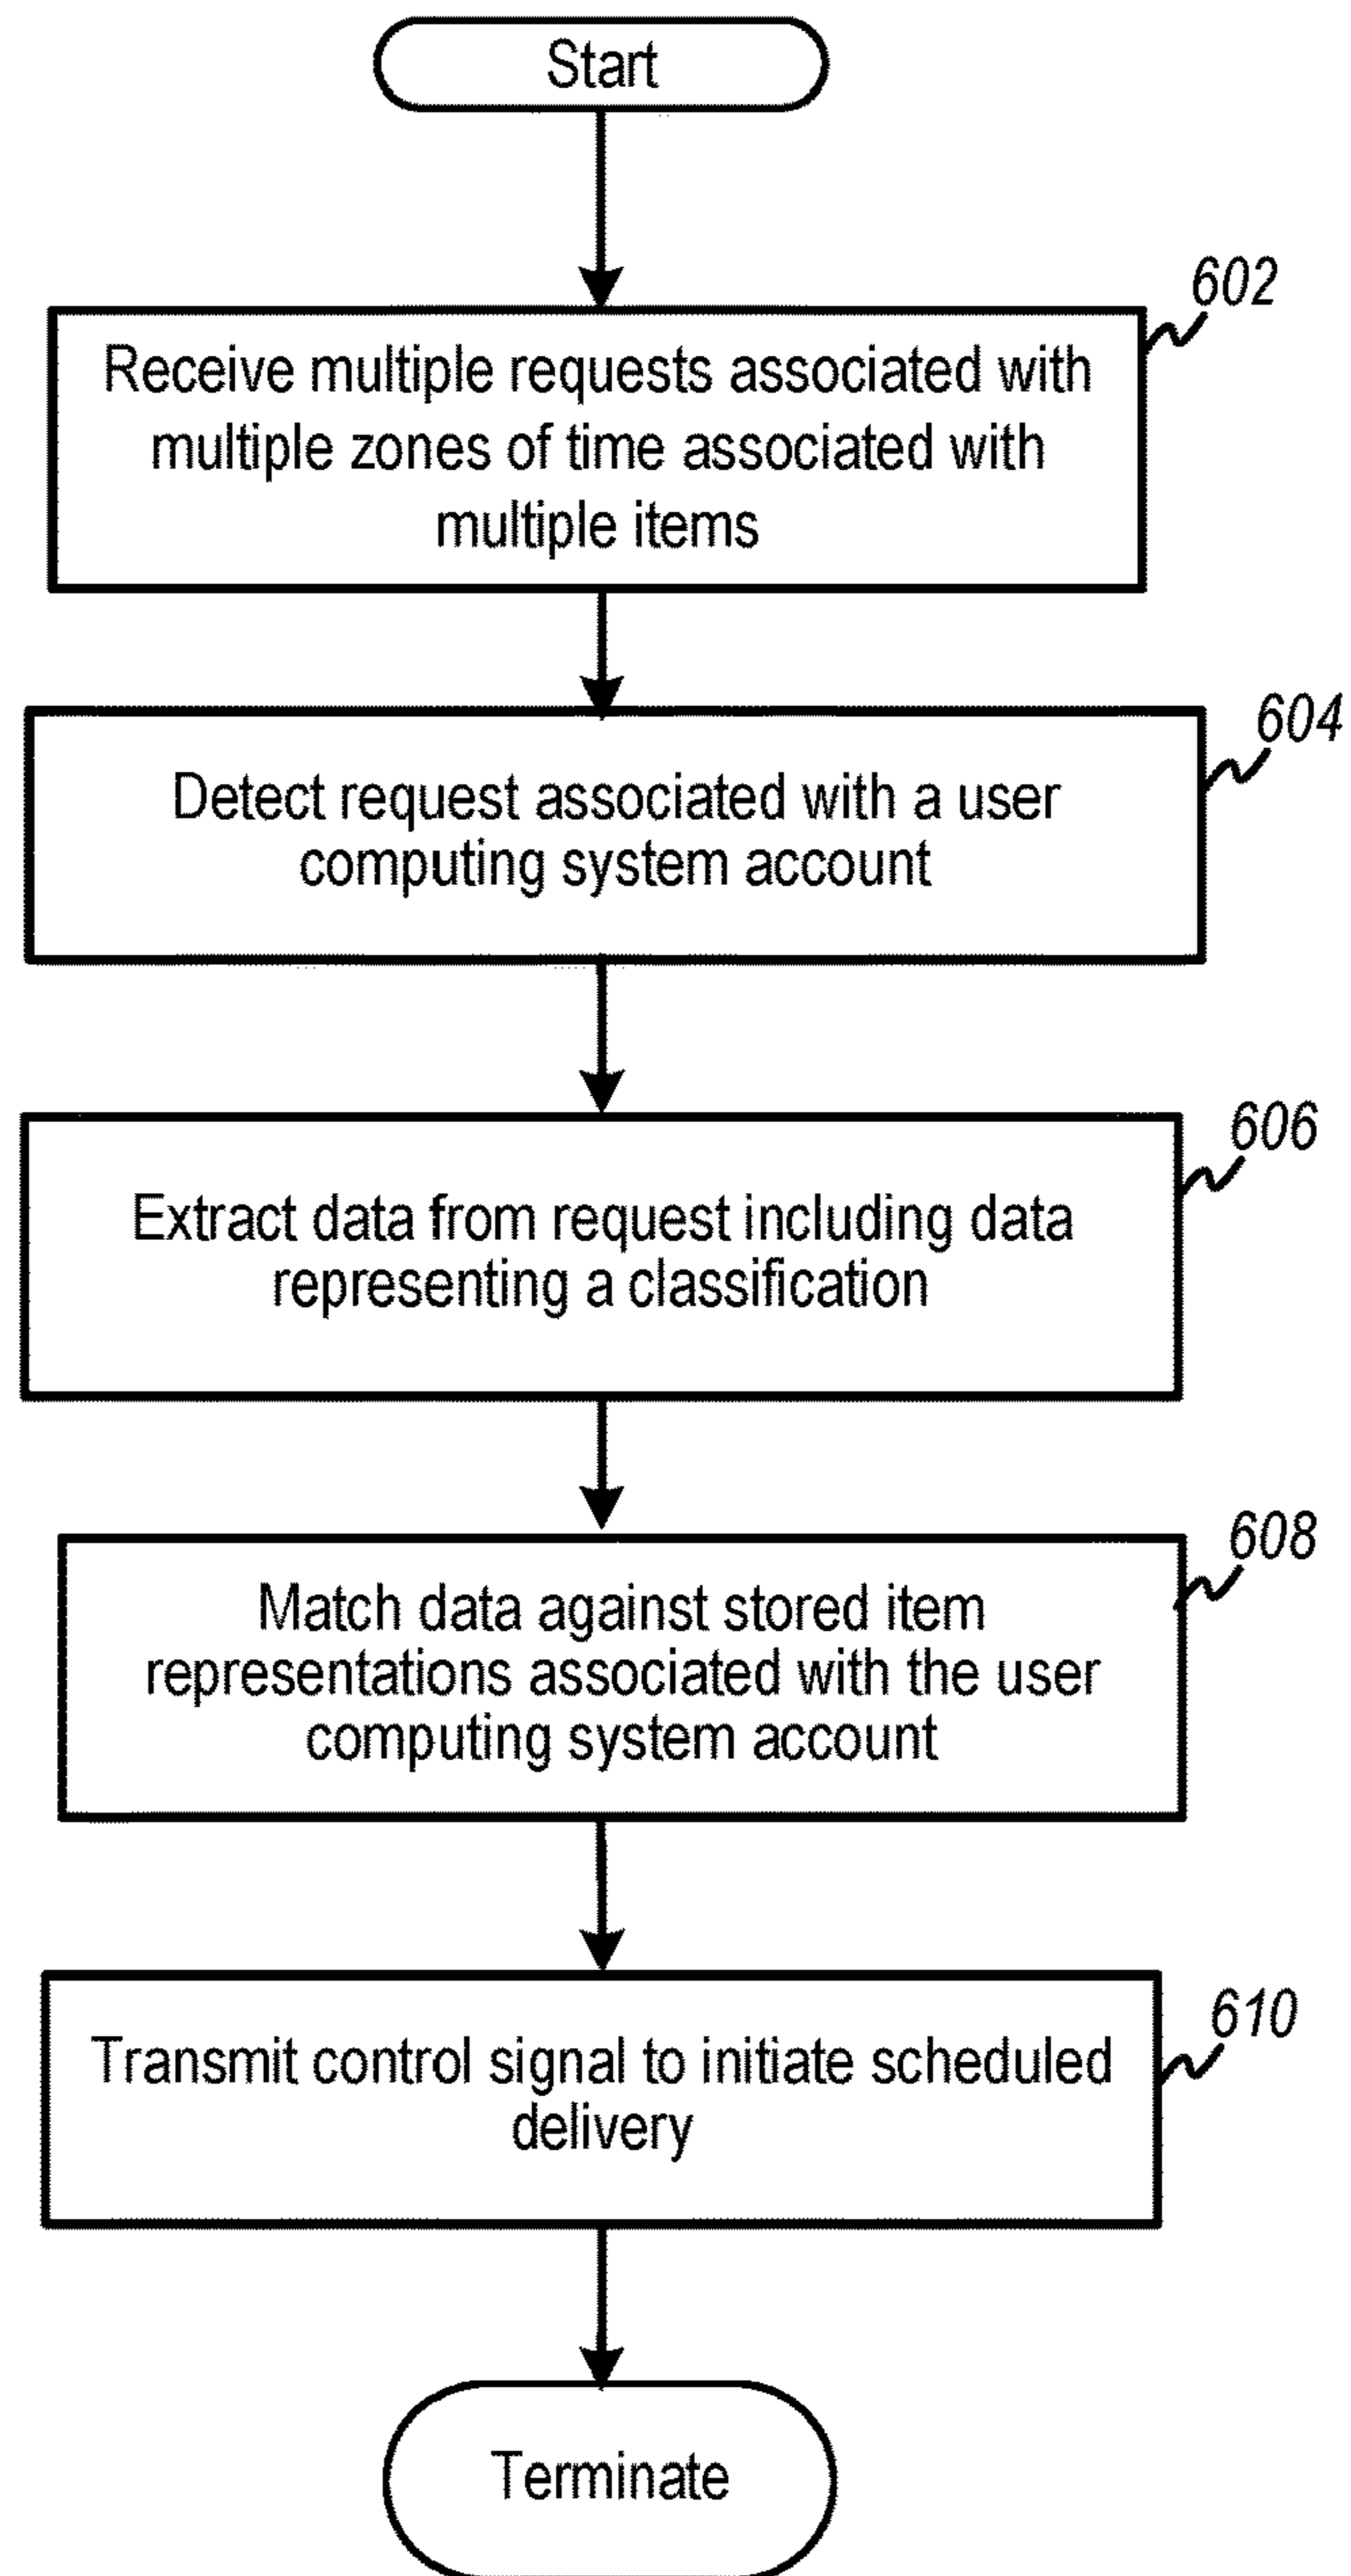 Start
602
Receive multiple requests associated with
multiple zones of time associated with
multiple items
604
Detect request associated with a user
computing system account
606
Extract data from request including data
representing a classification
608
Match data against stored item
representations associated with the user
computing system account
610
Transmit control signal to initiate scheduled
delivery
Terminate